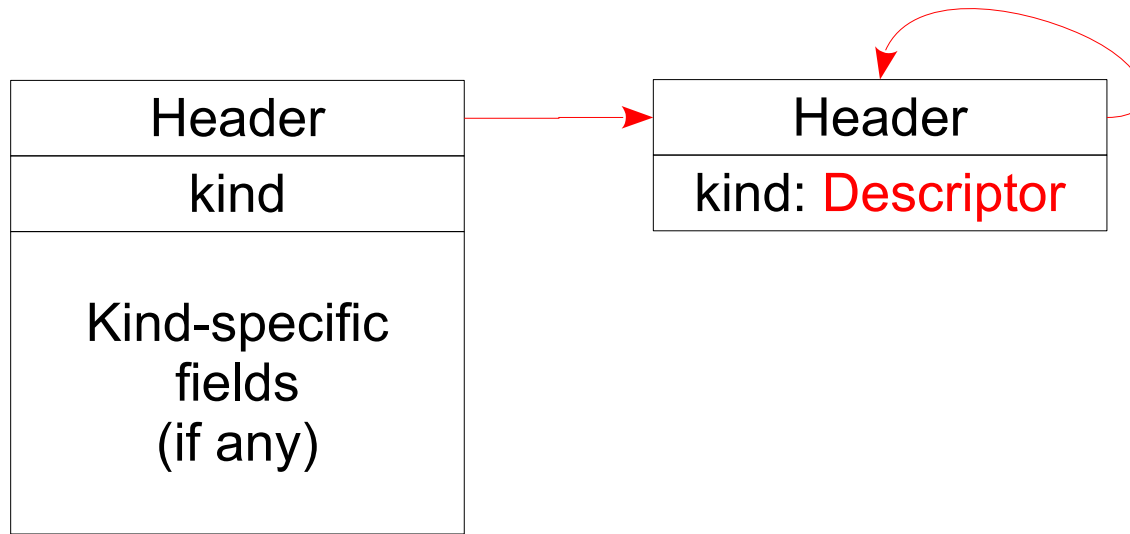 Header
kind
Kind-specific
fields
(if any)
Header
kind: Descriptor